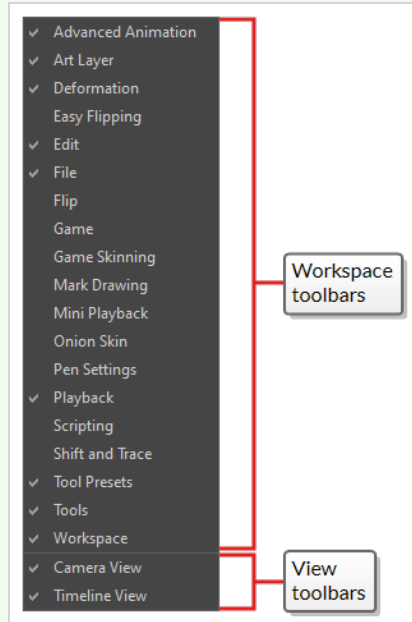 Advanced Animation
Art Layer
Deformation
Easy Flipping
Edit
File
Flip
Game
Game Skinning
Mark Drawing
Mini Playback
Onion Skin
Pen Settings
Playback
Scripting
Shift and Trace
Tool Presets
Tools
Workspace
Camera View
Timeline View
Workspace
toolbars
View
toolbars